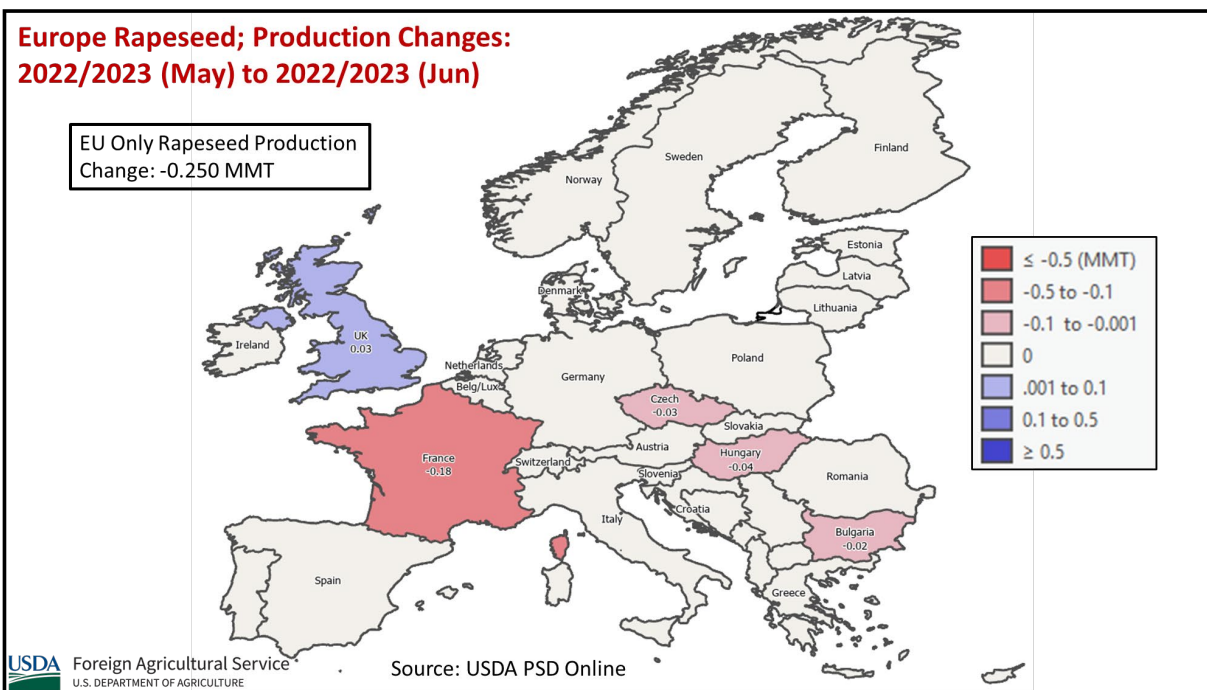 Europe Rapeseed; Production Changes:
2022/2023 (May) to 2022/2023 (Jun)
EU Only Rapeseed Production
Change: -0.250 MMT
Finland
Sweden
Norway
Estonia
Latvia
Lithuania
Denmark
UK
0.03
Ireland
Netherlands
Belg/Lux
Germany
Poland
Czech
-0.03
Slovakia
Austria
Hungary
-0.04
France
-0.18
Switzerland
Slovenia
Croatia
Romania
Italy
Bulgaria
-0.02
Spain
Greece
≤ -0.5 (MMT)
-0.5 to -0.1
-0.1 to -0.001
0
.001 to 0.1
0.1 to 0.5
≥ 0.5
USDA
Foreign Agricultural Service
U.S. DEPARTMENT OF AGRICULTURE
Source: USDA PSD Online